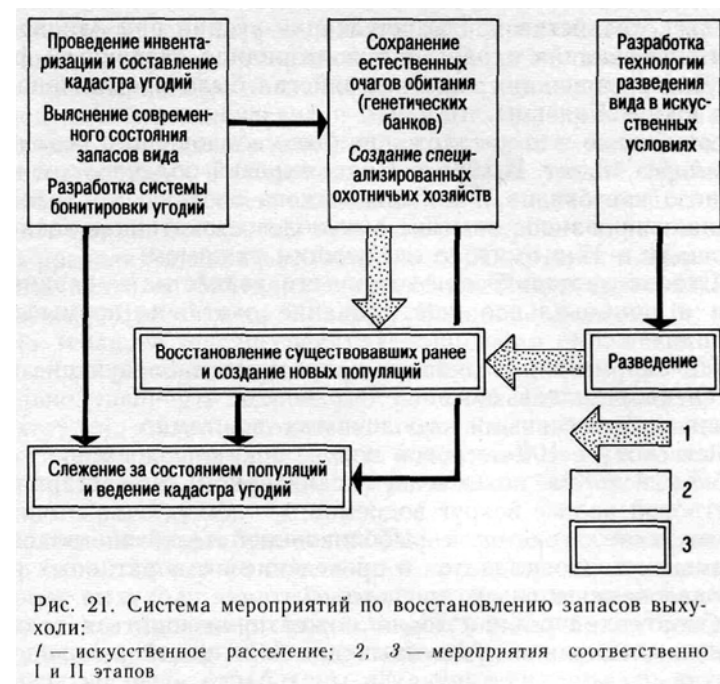 Проведение инвента-
ризации и составление
кадастра угодий
Выяснение современ-
ного состояния
запасов вида
Разработка системы
бонитировки угодий
Сохранение
естественных
очагов обитания
(генетических
банков)
Создание специ-
ализированных
охотничьих хозяйств
Разработка
технологии
разведения
вида в искус-
ственных
условиях
Восстановление существовавших ранее
и создание новых популяций
Разведение
Слежение за состоянием популяций
и ведение кадастра угодий
1
2
3
Рис. 21. Система мероприятий по восстановлению запасов выху-
холи:
1 — искусственное расселение; 2, 3 — мероприятия соответственно
I и II этапов